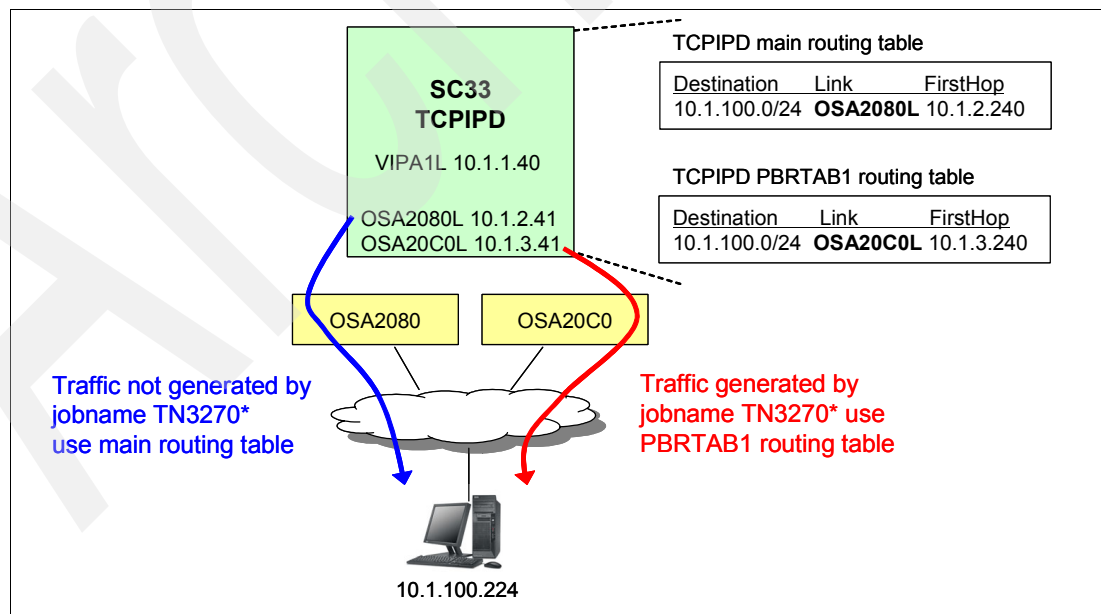 SC33
TCPIPD
VIPA1L 10.1.1.40
OSA2080L 10.1.2.41
OSA20C0L 10.1.3.41
TCPIPD main routing table
Destination Link FirstHop
10.1.100.0/24 OSA2080L 10.1.2.240
TCPIPD PBRTAB1 routing table
Destination Link FirstHop
10.1.100.0/24 OSA20C0L 10.1.3.240
OSA2080
OSA20C0
Traffic not generated by
jobname TN3270*
use main routing table
Traffic generated by
jobname TN3270* use
PBRTAB1 routing table
10.1.100.224